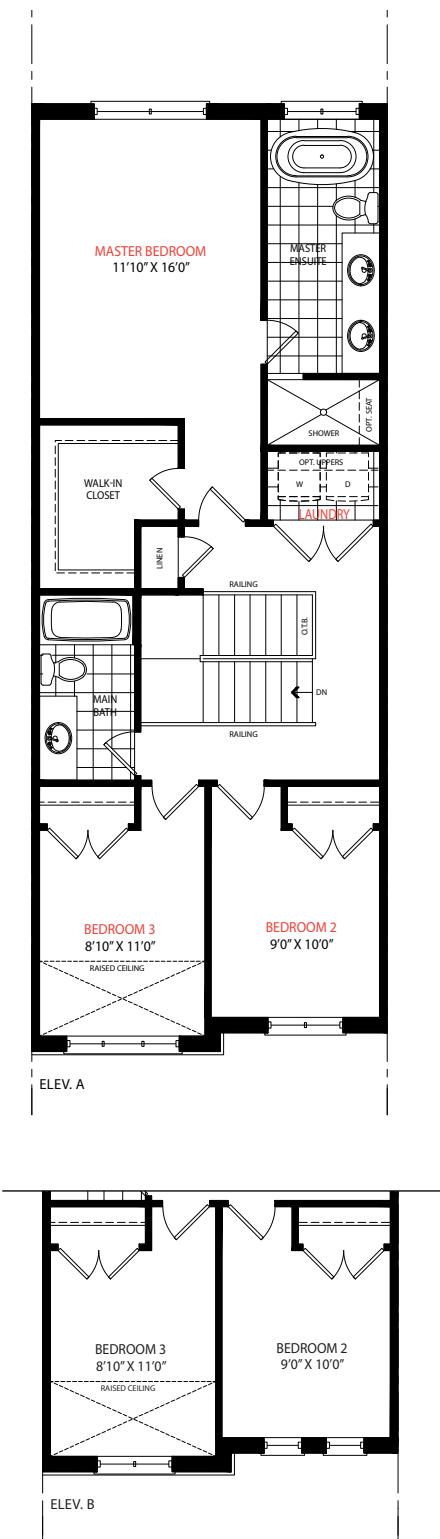 MASTER BEDROOM
11'10" X 16'0"
MASTER
ENSUITE
OPT. SEAT
SHOWER
OPT. UPPERS
W
D
LAUNDRY
WALK-IN
CLOSET
LINEN
RAILING
O.T.B.
DN
RAILING
MAIN
BATH
BEDROOM 3
8'10" X 11'0"
RAISED CEILING
BEDROOM 2
9'0" X 10'0"
ELEV. A
BEDROOM 3
8'10" X 11'0"
RAISED CEILING
BEDROOM 2
9'0" X 10'0"
ELEV. B